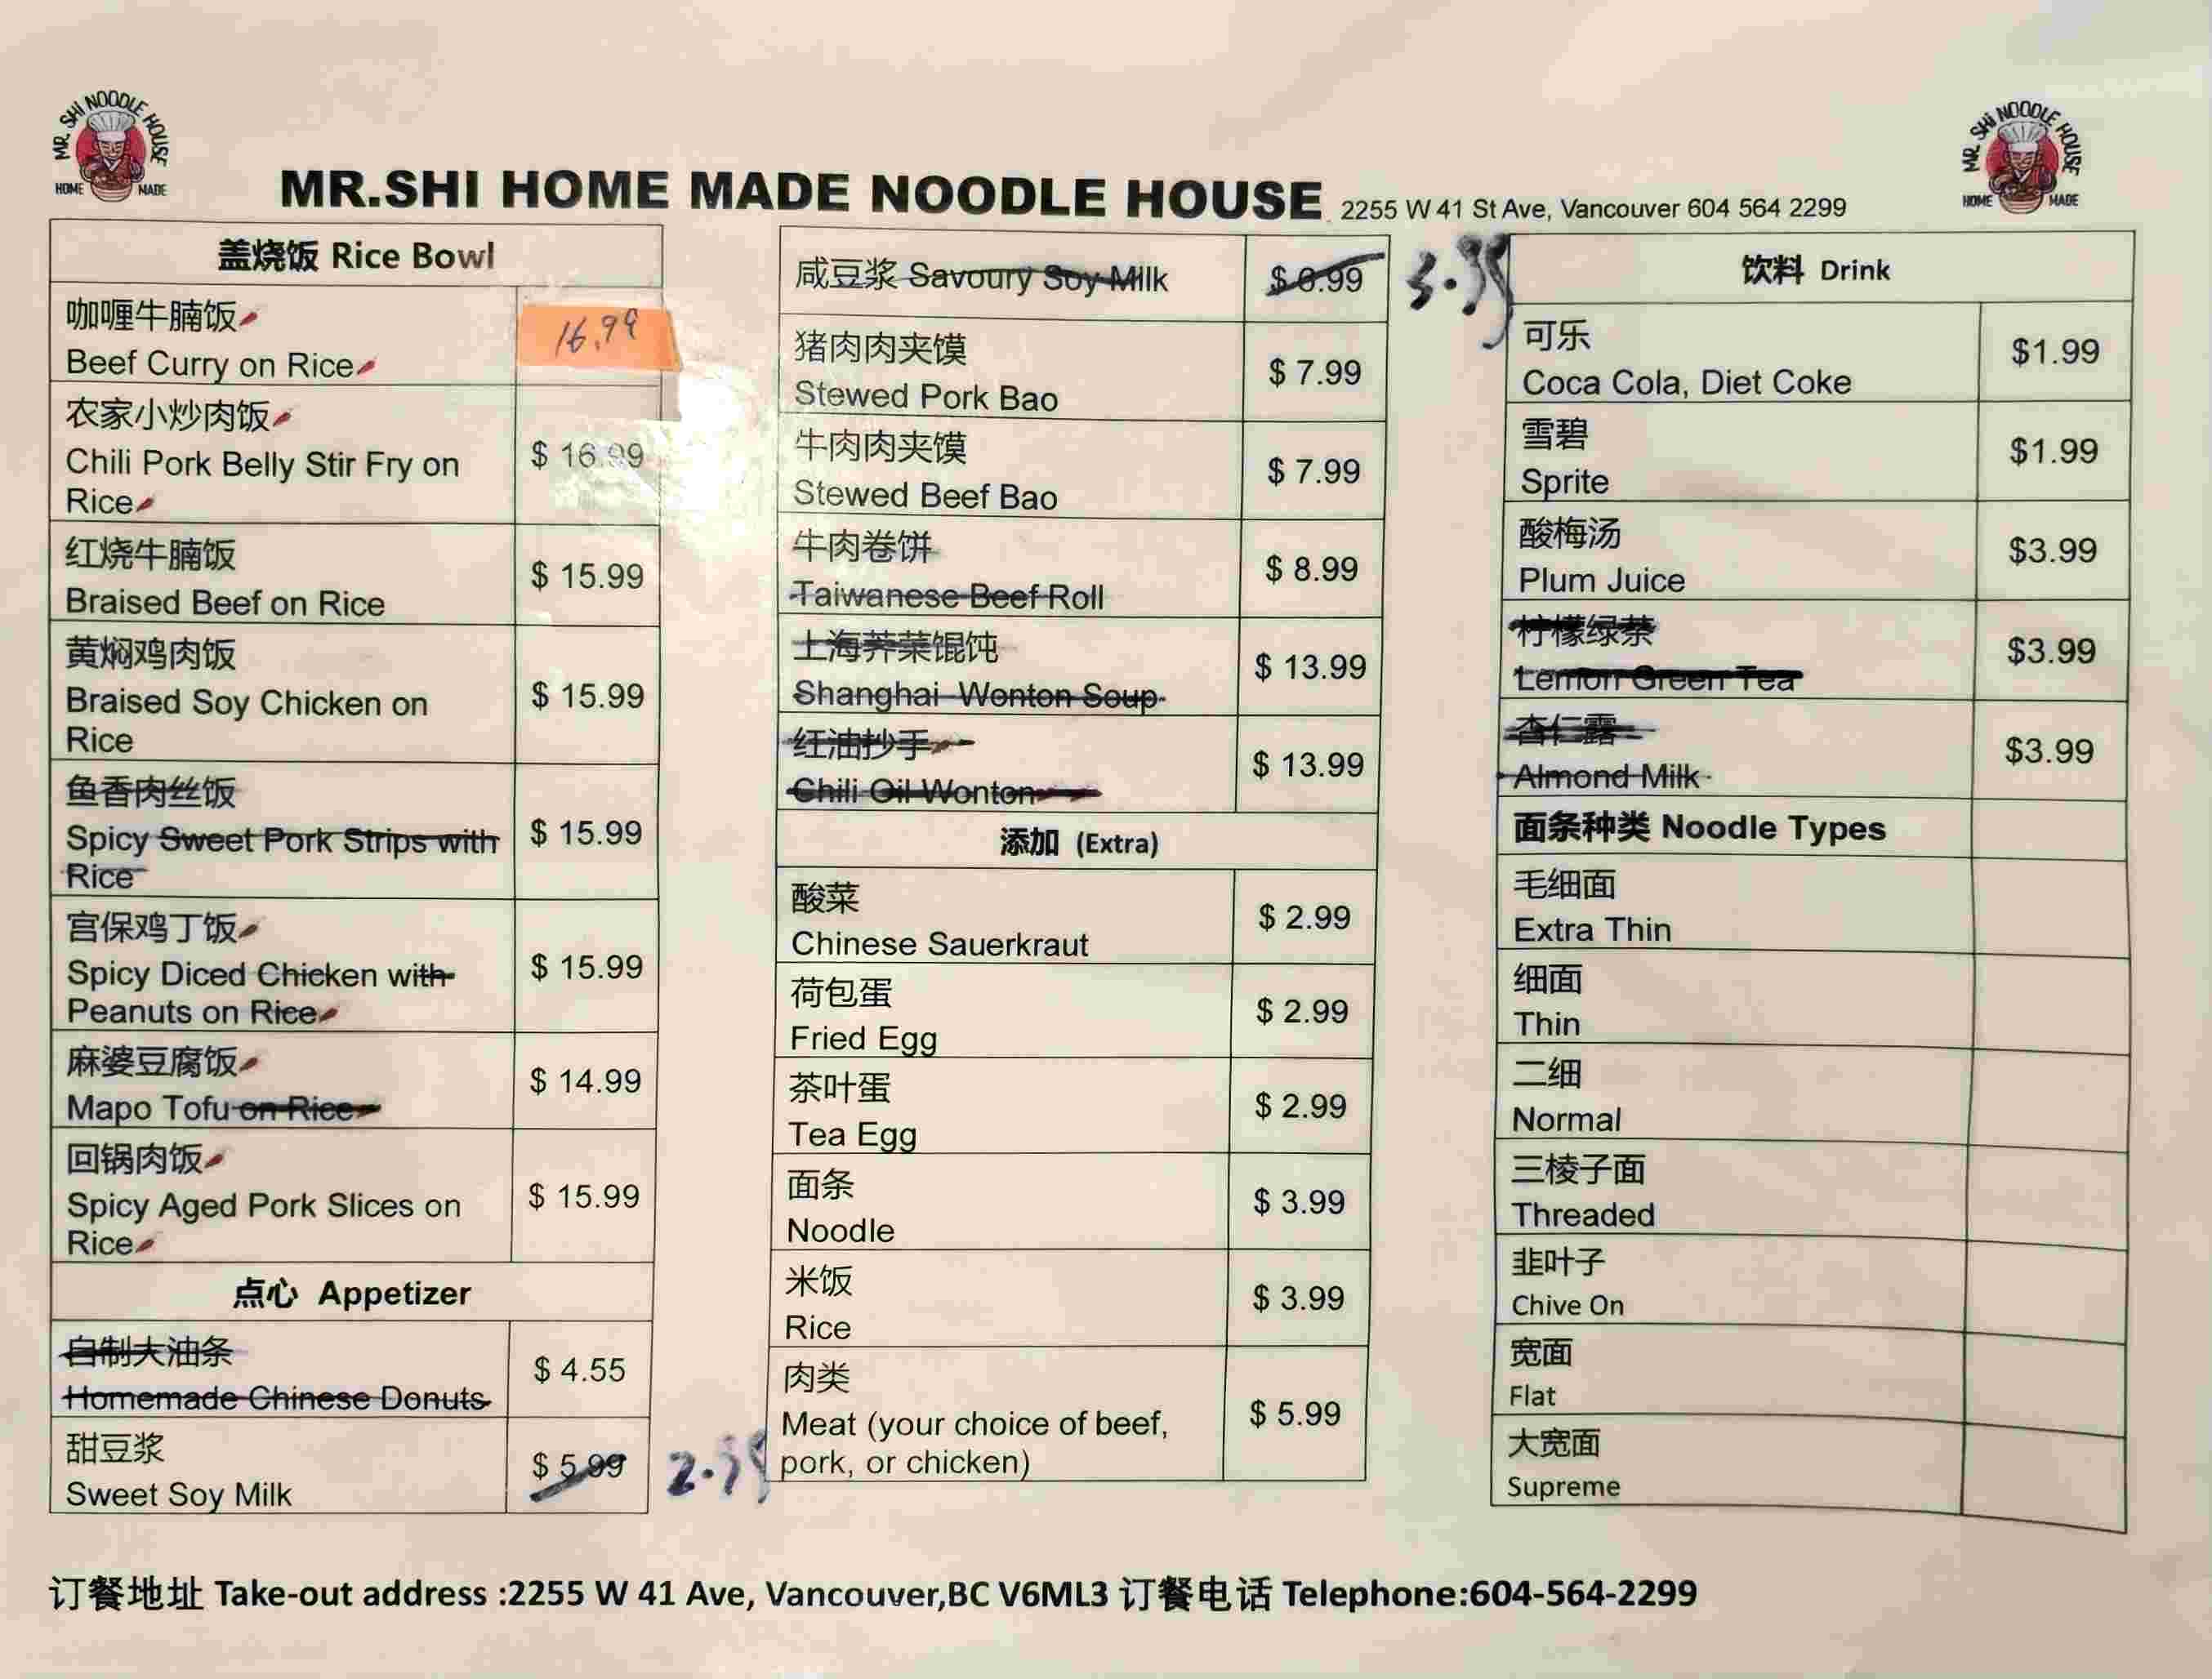 MR. SHI NOODLE HOUSE
HOME MADE
MR. SHI NOODLE HOUSE
HOME MADE
MR.SHI HOME MADE NOODLE HOUSE 2255 W 41 St Ave, Vancouver 604 564 2299
盖烧饭 Rice Bowl
咖喱牛腩饭
Beef Curry on Rice
16.99
农家小炒肉饭
Chili Pork Belly Stir Fry on
Rice
$ 16.99
红烧牛腩饭
Braised Beef on Rice
$ 15.99
黄焖鸡肉饭
Braised Soy Chicken on
Rice
$ 15.99
鱼香肉丝饭
Spicy Sweet Pork Strips with
Rice
$ 15.99
宫保鸡丁饭
Spicy Diced Chicken with
Peanuts on Rice
$ 15.99
麻婆豆腐饭
Mapo Tofu on Rice
$ 14.99
回锅肉饭
Spicy Aged Pork Slices on
Rice
$ 15.99
点心 Appetizer
自制大油条
Homemade Chinese Donuts
$ 4.55
甜豆浆
Sweet Soy Milk
$ 5.99
咸豆浆 Savoury Soy Milk
$ 6.99
猪肉肉夹馍
Stewed Pork Bao
$ 7.99
牛肉肉夹馍
Stewed Beef Bao
$ 7.99
牛肉卷饼
Taiwanese Beef Roll
$ 8.99
上海荠菜馄饨
Shanghai Wonton Soup
$ 13.99
红油抄手
Chili Oil Wonton
$ 13.99
添加 (Extra)
酸菜
Chinese Sauerkraut
$ 2.99
荷包蛋
Fried Egg
$ 2.99
茶叶蛋
Tea Egg
$ 2.99
面条
Noodle
$ 3.99
米饭
Rice
$ 3.99
肉类
Meat (your choice of beef,
pork, or chicken)
$ 5.99
饮料 Drink
可乐
Coca Cola, Diet Coke
$1.99
雪碧
Sprite
$1.99
酸梅汤
Plum Juice
$3.99
柠檬绿茶
Lemon Green Tea
$3.99
杏仁露
Almond Milk
$3.99
面条种类 Noodle Types
毛细面
Extra Thin
细面
Thin
二细
Normal
三棱子面
Threaded
韭叶子
Chive On
宽面
Flat
大宽面
Supreme
订餐地址 Take-out address :2255 W 41 Ave, Vancouver,BC V6ML3 订餐电话 Telephone:604-564-2299